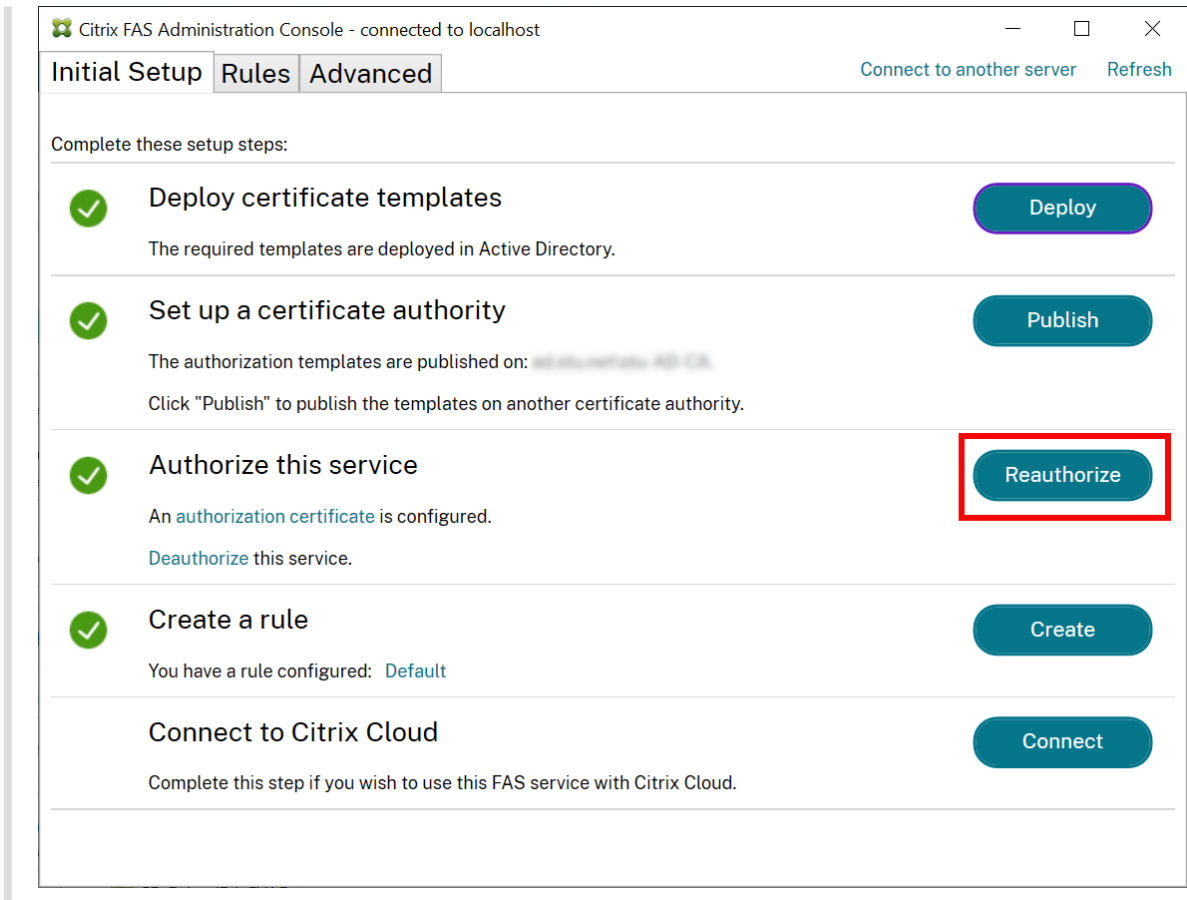 Citrix FAS Administration Console - connected to localhost
Initial Setup Rules Advanced Connect to another server Refresh
Complete these setup steps:
Deploy certificate templates
Deploy
The required templates are deployed in Active Directory.
Set up a certificate authority
Publish
The authorization templates are published on:
Click "Publish" to publish the templates on another certificate authority.
Authorize this service
Reauthorize
An authorization certificate is configured.
Deauthorize this service.
Create a rule
Create
You have a rule configured: Default
Connect to Citrix Cloud
Connect
Complete this step if you wish to use this FAS service with Citrix Cloud.